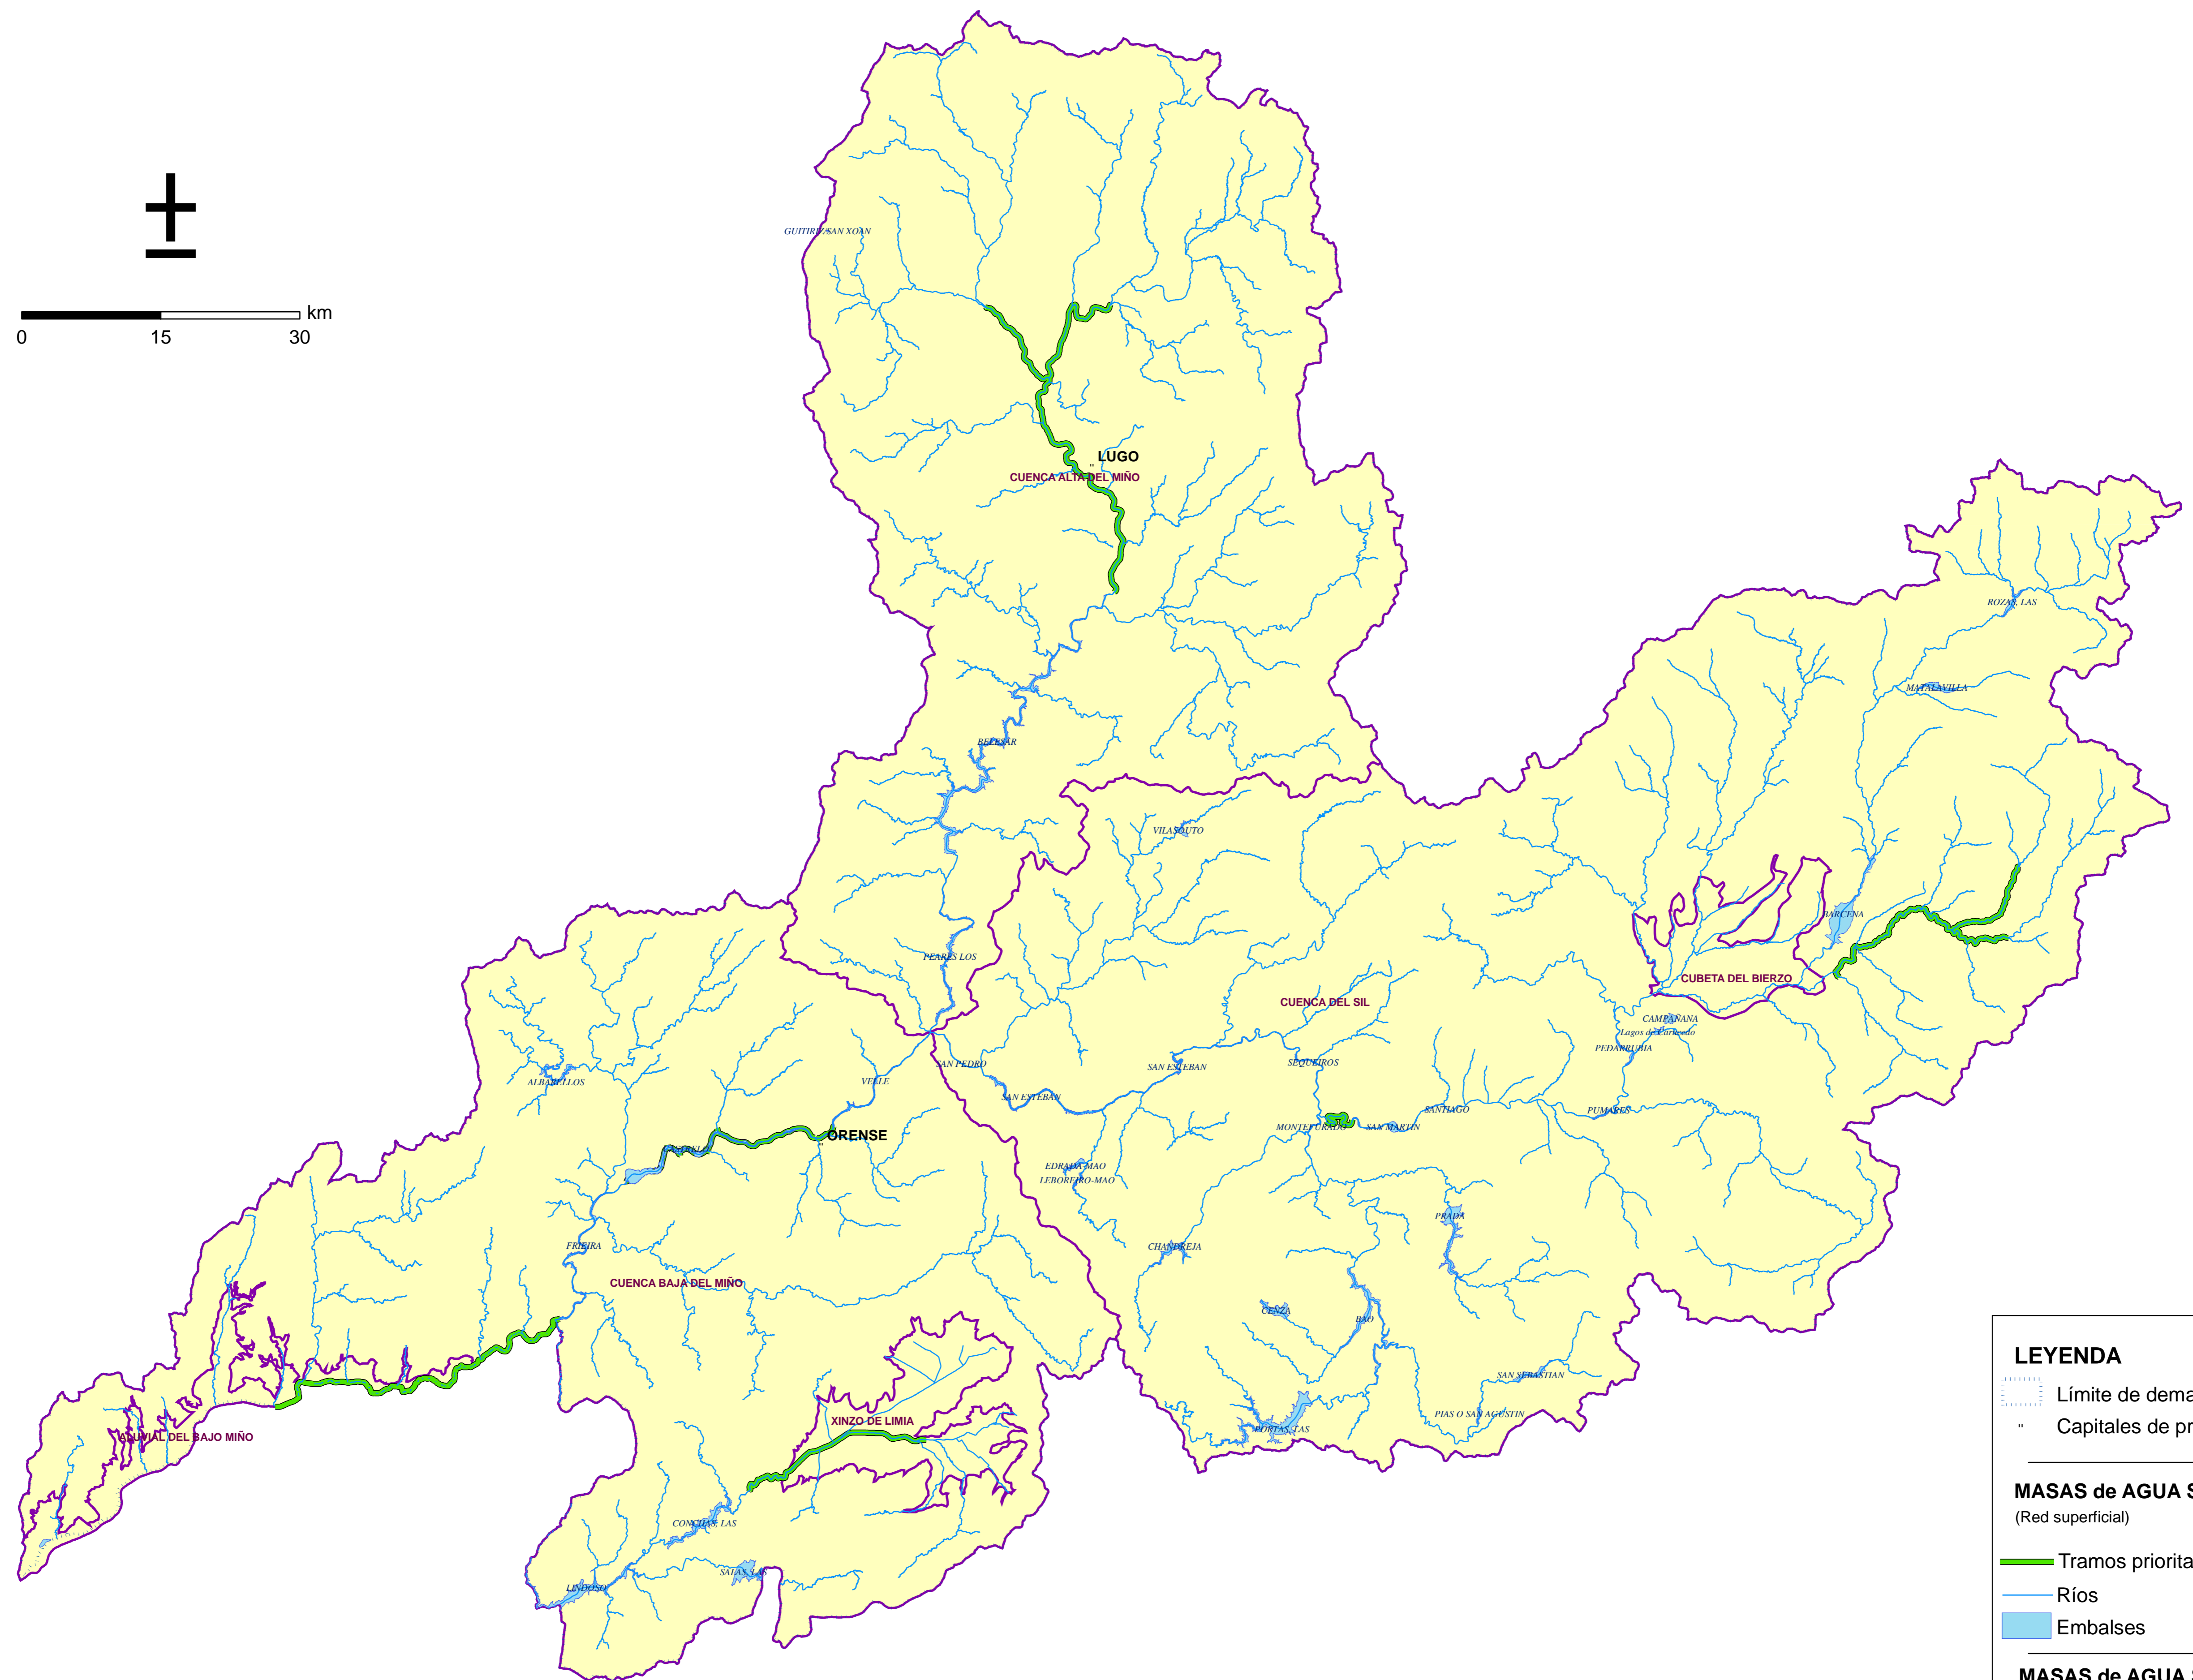 GUITIRIZ-SAN XOAN
±
km
0 15 30
LUGO
CUENCA ALTA DEL MIÑO
ROZAS, LAS
MATALAVILLA
BELESAR
VILASOUTO
BARCENA
PEARES LOS
CUBETA DEL BIERZO
CUENCA DEL SIL
CAMPAÑANA
Lagos de Carucedo
PEÑARRUBIA
SAN PEDRO
SAN ESTEBAN
SEQUEIROS
ALBARELLOS
VELLE
SAN ESTEBAN
SANTIAGO
PUMARES
MONTEFURADO
SAN MARTIN
ORENSE
CASTRELO
EDRADA-MAO
LEBOREIRO-MAO
PRADA
FRIEIRA
CHANDREJA
CUENCA BAJA DEL MIÑO
CENZA
BAO
SAN SEBASTIAN
PIAS O SAN AGUSTIN
XINZO DE LIMIA
PORTAS, LAS
ALUVIAL DEL BAJO MIÑO
CONCHAS, LAS
SALAS, LAS
LINDOSO
LEYENDA
Límite de dema
" Capitales de pr
MASAS de AGUA S
(Red superficial)
Tramos priorita
Ríos
Embalses
MASAS de AGUA S